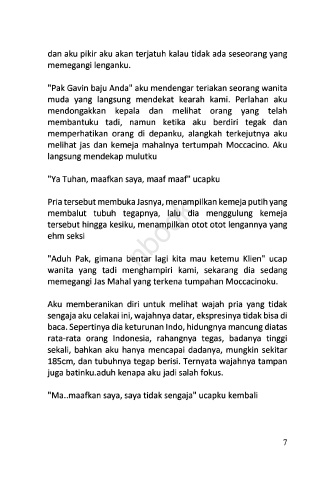 dan aku pikir aku akan terjatuh kalau tidak ada seseorang yang
memegangi lenganku.
"Pak Gavin baju Anda" aku mendengar teriakan seorang wanita
muda yang langsung mendekat kearah kami. Perlahan aku
mendongakkan kepala dan melihat orang yang telah
membantuku tadi, namun ketika aku berdiri tegak dan
memperhatikan orang di depanku, alangkah terkejutnya aku
melihat jas dan kemeja mahalnya tertumpah Moccacino. Aku
langsung mendekap mulutku
"Ya Tuhan, maafkan saya, maaf maaf" ucapku
Pria tersebut membuka Jasnya, menampilkan kemeja putih yang
membalut tubuh tegapnya, lalu dia menggulung kemeja
tersebut hingga kesiku, menampilkan otot otot lengannya yang
ehm seksi
"Aduh Pak, gimana bentar lagi kita mau ketemu Klien" ucap
wanita yang tadi menghampiri kami, sekarang dia sedang
memegangi Jas Mahal yang terkena tumpahan Moccacinoku.
Aku memberanikan diri untuk melihat wajah pria yang tidak
sengaja aku celakai ini, wajahnya datar, ekspresinya tidak bisa di
baca. Sepertinya dia keturunan Indo, hidungnya mancung diatas
rata-rata orang Indonesia, rahangnya tegas, badanya tinggi
sekali, bahkan aku hanya mencapai dadanya, mungkin sekitar
185cm, dan tubuhnya tegap berisi. Ternyata wajahnya tampan
juga batinku.aduh kenapa aku jadi salah fokus.
"Ma..maafkan saya, saya tidak sengaja" ucapku kembali
7